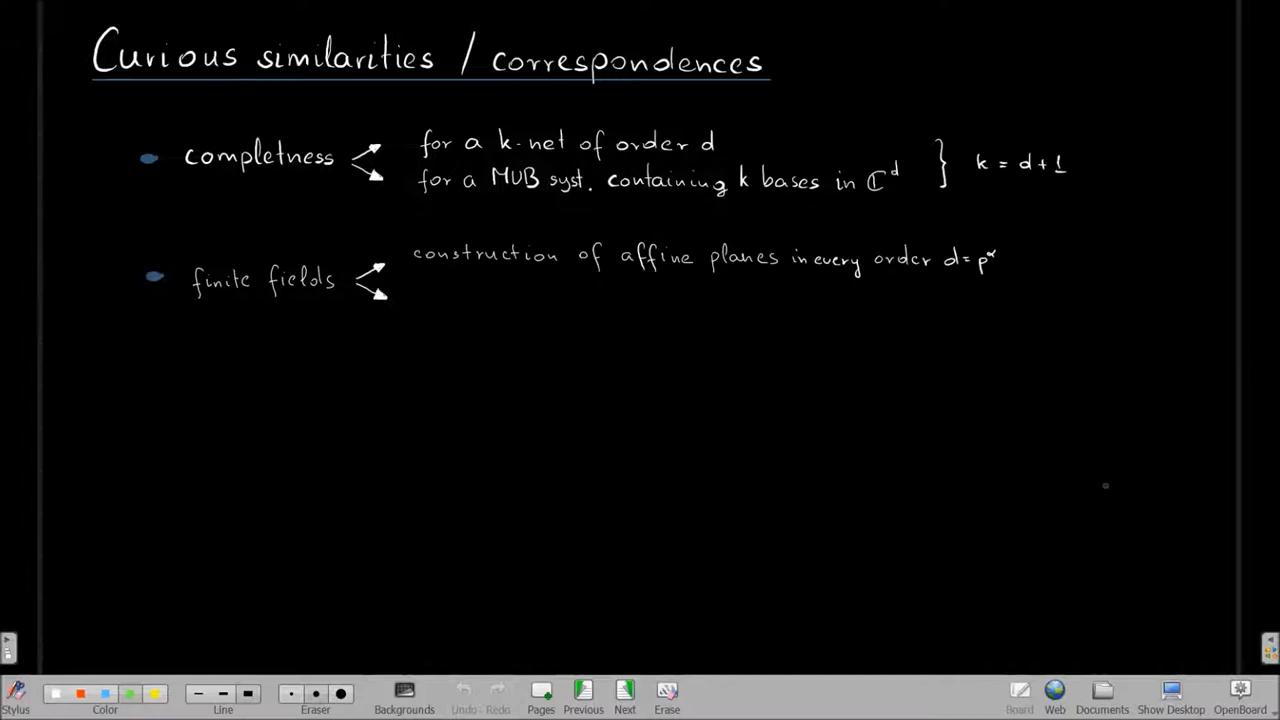 Curious similarities / correspondences
completness
for a k-net of order d
for a MUB syst. containing k bases in ℂ^d
} k = d + 1
finite fields
construction of affine planes in every order d = p^α
Stylus
Color
Line
Eraser
Backgrounds
Undo - Redo
Pages
Previous
Next
Erase
Board
Web
Documents
Show Desktop
OpenBoard